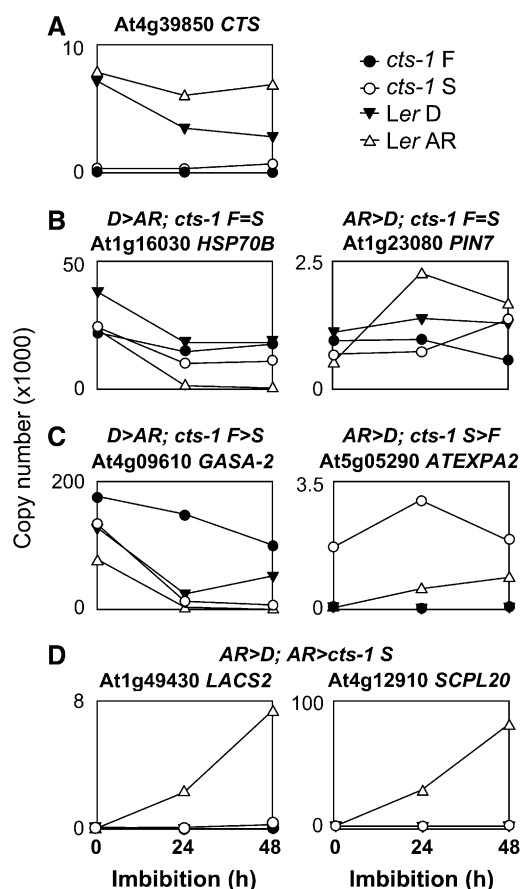 A At4g39850 CTS
10
0
cts-1 F
cts-1 S
Ler D
Ler AR
B D>AR; cts-1 F=S AR>D; cts-1 F=S
At1g16030 HSP70B At1g23080 PIN7
50 2.5
0 0
Copy number (x1000)
C D>AR; cts-1 F>S AR>D; cts-1 S>F
At4g09610 GASA-2 At5g05290 ATEXPA2
200 3.5
0 0
D AR>D; AR>cts-1 S
At1g49430 LACS2 At4g12910 SCPL20
8 100
0 0
0 24 48 0 24 48
Imbibition (h) Imbibition (h)